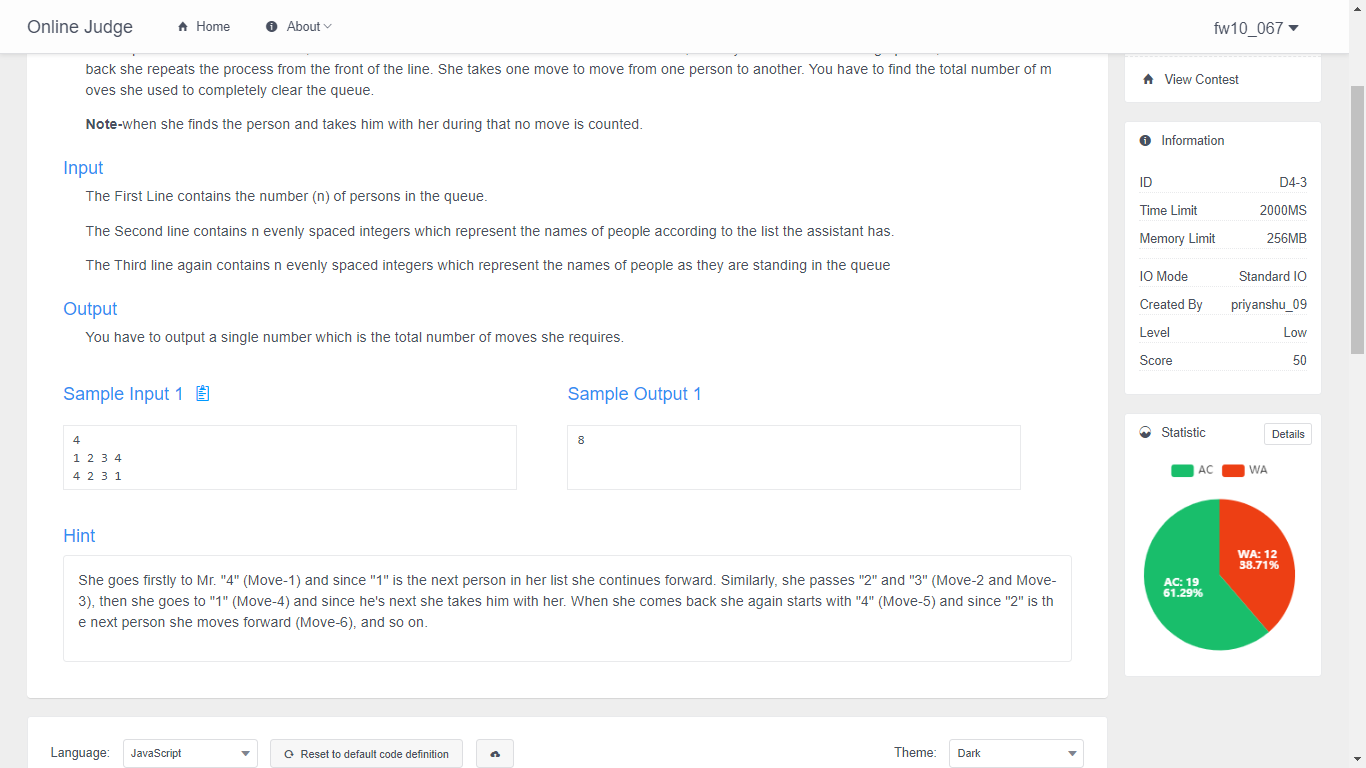 Online Judge
Home
About
fw10_067
back she repeats the process from the front of the line. She takes one move to move from one person to another. You have to find the total number of m
oves she used to completely clear the queue.
Note-when she finds the person and takes him with her during that no move is counted.
Input
The First Line contains the number (n) of persons in the queue.
The Second line contains n evenly spaced integers which represent the names of people according to the list the assistant has.
The Third line again contains n evenly spaced integers which represent the names of people as they are standing in the queue
Output
You have to output a single number which is the total number of moves she requires.
Sample Input 1
4
1 2 3 4
4 2 3 1
Sample Output 1
8
Hint
She goes firstly to Mr. "4" (Move-1) and since "1" is the next person in her list she continues forward. Similarly, she passes "2" and "3" (Move-2 and Move-
3), then she goes to "1" (Move-4) and since he's next she takes him with her. When she comes back she again starts with "4" (Move-5) and since "2" is th
e next person she moves forward (Move-6), and so on.
Language:
JavaScript
Reset to default code definition
Theme:
Dark
View Contest
Information
ID D4-3
Time Limit 2000MS
Memory Limit 256MB
IO Mode Standard IO
Created By priyanshu_09
Level Low
Score 50
Statistic
Details
AC WA
WA: 12
38.71%
AC: 19
61.29%